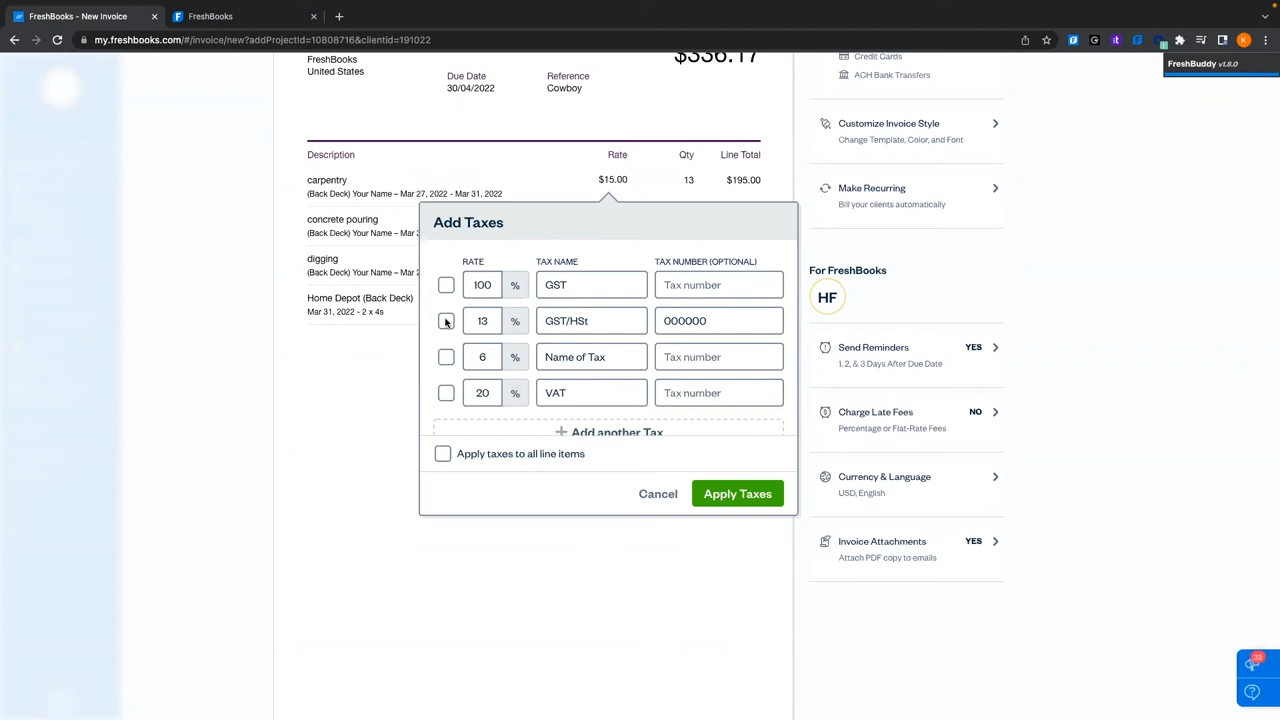 FreshBooks - New Invoice
FreshBooks
my.freshbooks.com/#/invoice/new?addProjectId=10808716&clientid=191022
K
FreshBuddy v1.8.0
FreshBooks
United States
Due Date
30/04/2022
Reference
Cowboy
$336.17
Description
Rate
Qty
Line Total
carpentry
$15.00
13
$195.00
(Back Deck) Your Name – Mar 27, 2022 - Mar 31, 2022
concrete pouring
(Back Deck) Your Name – Mar
digging
(Back Deck) Your Name – Mar 2
Home Depot (Back Deck)
Mar 31, 2022 - 2 x 4s
Add Taxes
RATE
TAX NAME
TAX NUMBER (OPTIONAL)
100 %
GST
Tax number
13 %
GST/HSt
000000
6 %
Name of Tax
Tax number
20 %
VAT
Tax number
+ Add another Tax
Apply taxes to all line items
Cancel
Apply Taxes
Credit Cards
ACH Bank Transfers
Customize Invoice Style
Change Template, Color, and Font
Make Recurring
Bill your clients automatically
For FreshBooks
HF
Send Reminders YES
1, 2, & 3 Days After Due Date
Charge Late Fees NO
Percentage or Flat-Rate Fees
Currency & Language
USD, English
Invoice Attachments YES
Attach PDF copy to emails
33